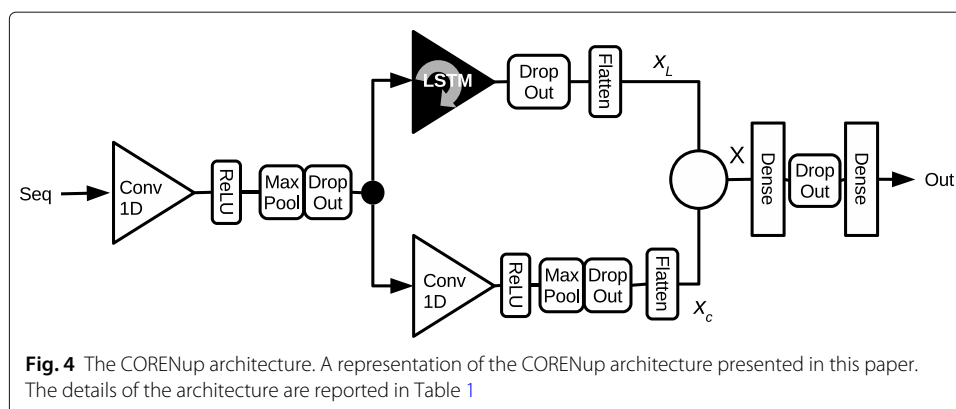 Seq
Conv
1D
ReLU
Max
Pool
Drop
Out
LSTM
Drop
Out
Flatten
X_L
Conv
1D
ReLU
Max
Pool
Drop
Out
Flatten
X_c
X
Dense
Drop
Out
Dense
Out
Fig. 4 The CORENup architecture. A representation of the CORENup architecture presented in this paper.
The details of the architecture are reported in Table 1